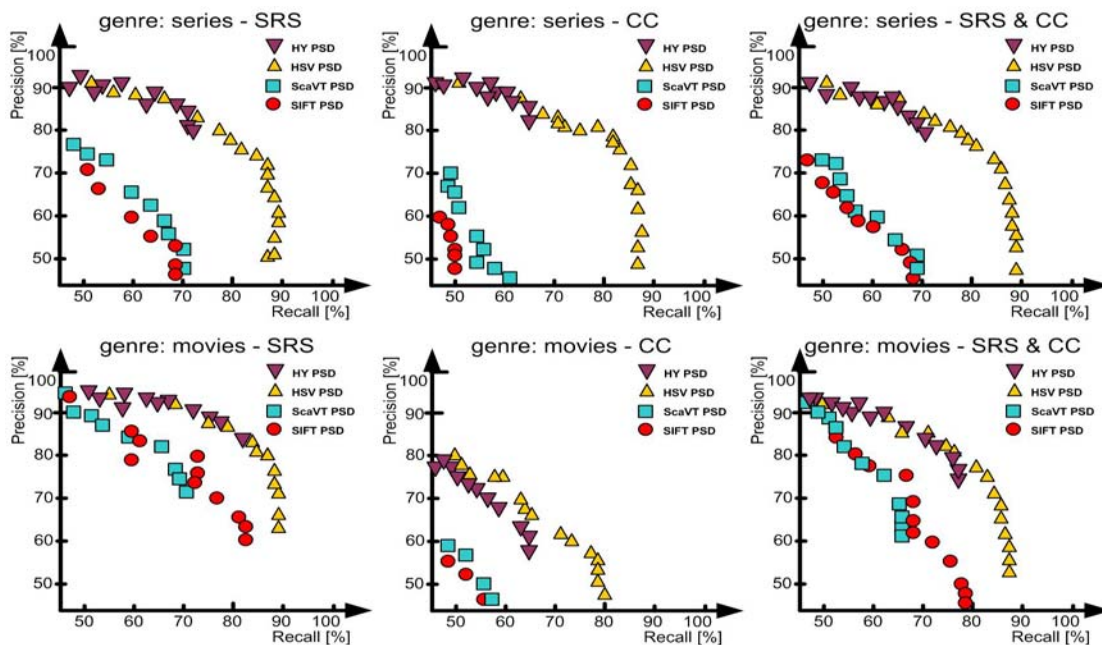 genre: series - SRS
Precision [%]
100
90
80
70
60
50
50 60 70 80 90 100
Recall [%]
HY PSD
HSV PSD
ScaVT PSD
SIFT PSD
genre: series - CC
Precision [%]
100
90
80
70
60
50
50 60 70 80 90 100
Recall [%]
HY PSD
HSV PSD
ScaVT PSD
SIFT PSD
genre: series - SRS & CC
Precision [%]
100
90
80
70
60
50
50 60 70 80 90 100
Recall [%]
HY PSD
HSV PSD
ScaVT PSD
SIFT PSD
genre: movies - SRS
Precision [%]
100
90
80
70
60
50
50 60 70 80 90 100
Recall [%]
HY PSD
HSV PSD
ScaVT PSD
SIFT PSD
genre: movies - CC
Precision [%]
100
90
80
70
60
50
50 60 70 80 90 100
Recall [%]
HY PSD
HSV PSD
ScaVT PSD
SIFT PSD
genre: movies - SRS & CC
Precision [%]
100
90
80
70
60
50
50 60 70 80 90 100
Recall [%]
HY PSD
HSV PSD
ScaVT PSD
SIFT PSD